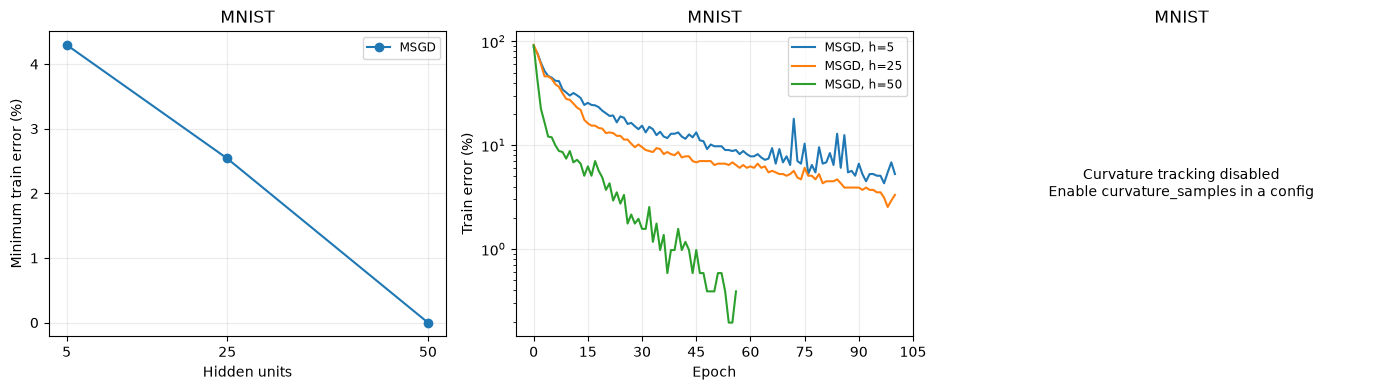 MNIST
MSGD
4
3
2
1
0
5
25
50
Minimum train error (%)
Hidden units
MNIST
MSGD, h=5
MSGD, h=25
MSGD, h=50
10²
10¹
10⁰
0
15
30
45
60
75
90
105
Train error (%)
Epoch
MNIST
Curvature tracking disabled
Enable curvature_samples in a config